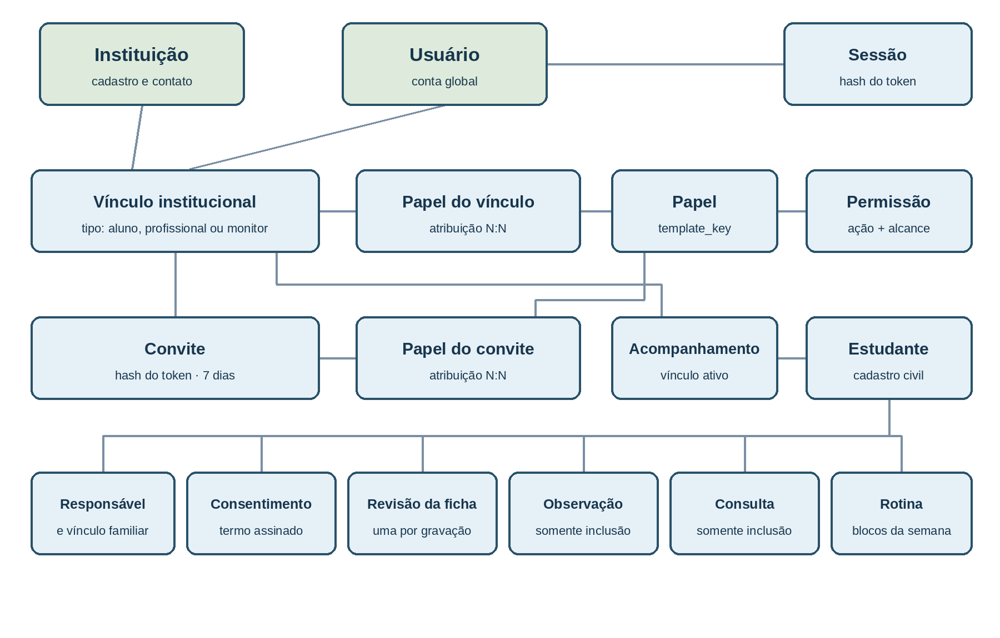 Instituição
cadastro e contato
Usuário
conta global
Sessão
hash do token
Vínculo institucional
tipo: aluno, profissional ou monitor
Papel do vínculo
atribuição N:N
Papel
template_key
Permissão
ação + alcance
Convite
hash do token · 7 dias
Papel do convite
atribuição N:N
Acompanhamento
vínculo ativo
Estudante
cadastro civil
Responsável
e vínculo familiar
Consentimento
termo assinado
Revisão da ficha
uma por gravação
Observação
somente inclusão
Consulta
somente inclusão
Rotina
blocos da semana